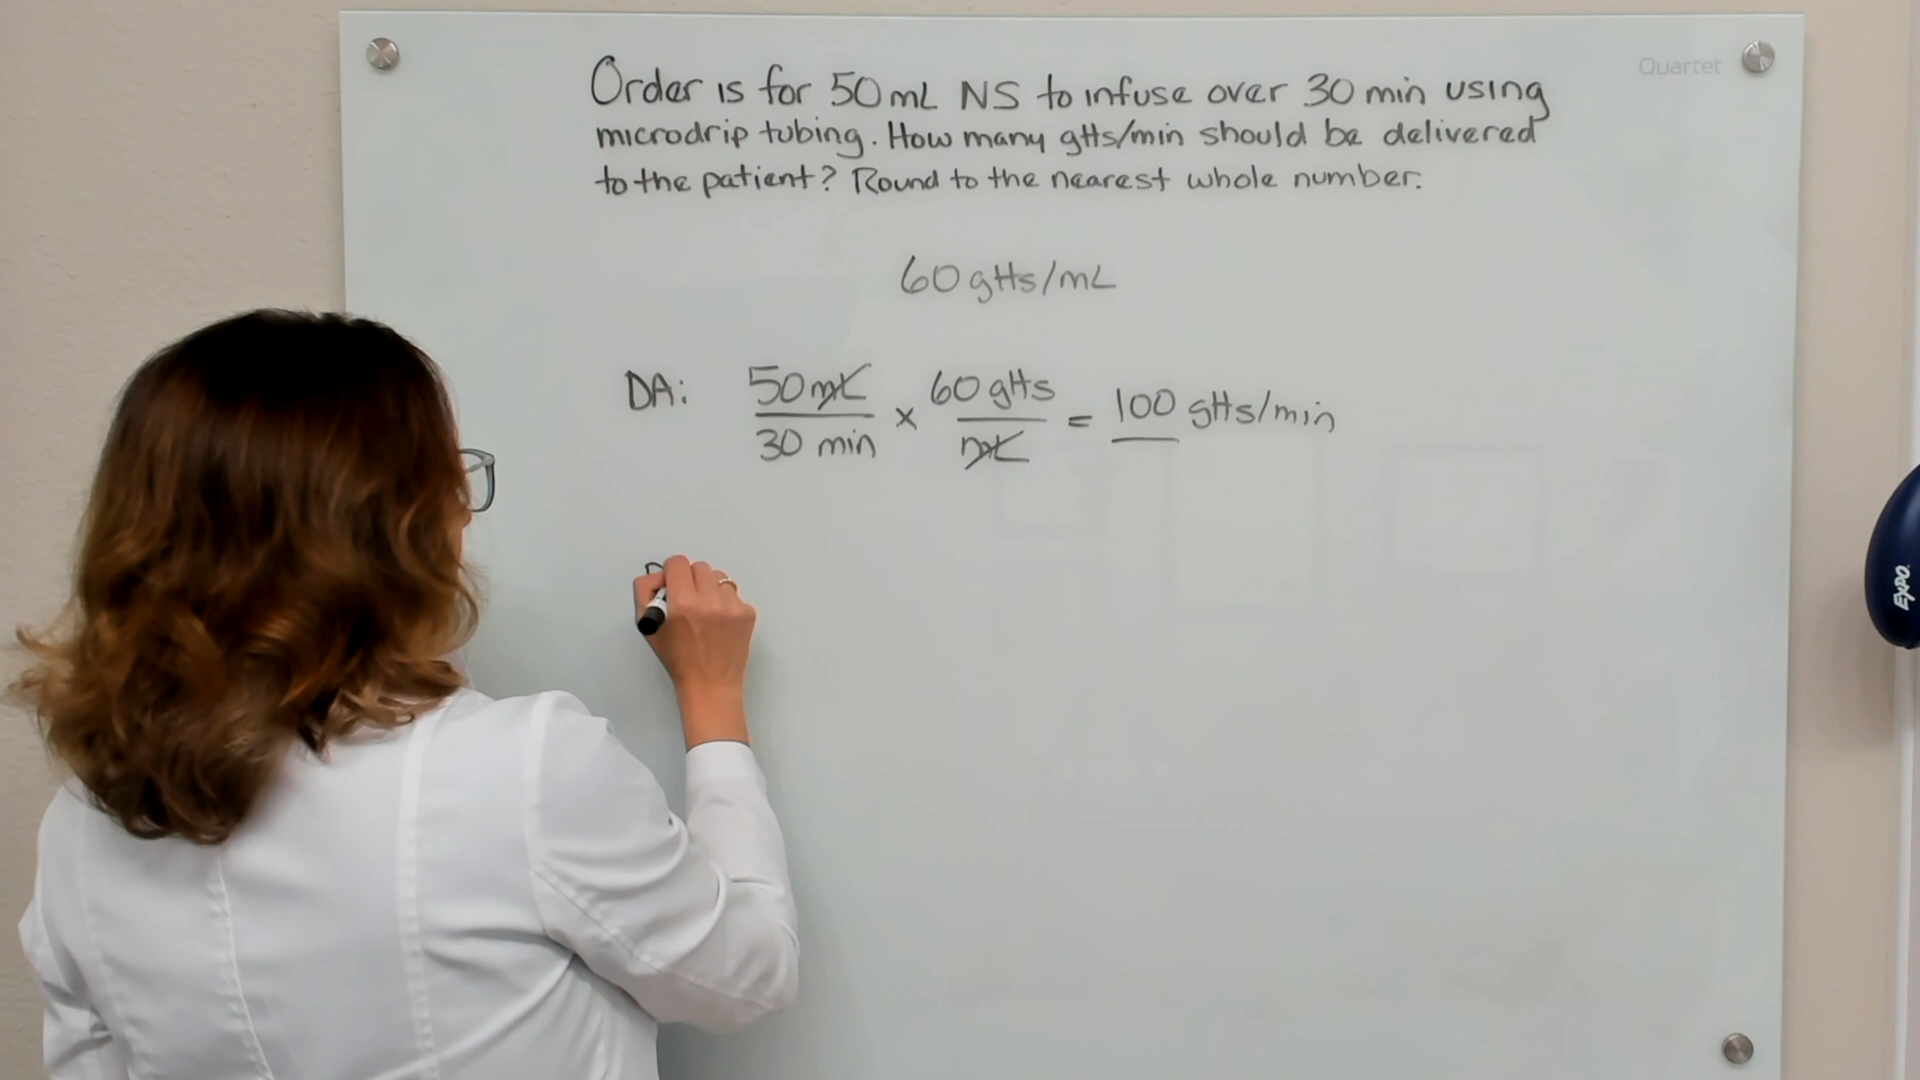 Quartet
Order is for 50 mL NS to infuse over 30 min using
microdrip tubing. How many gtts/min should be delivered
to the patient? Round to the nearest whole number.
60 gtts/mL
DA: 50 mL / 30 min x 60 gtts / mL = 100 gtts/min
EXPO